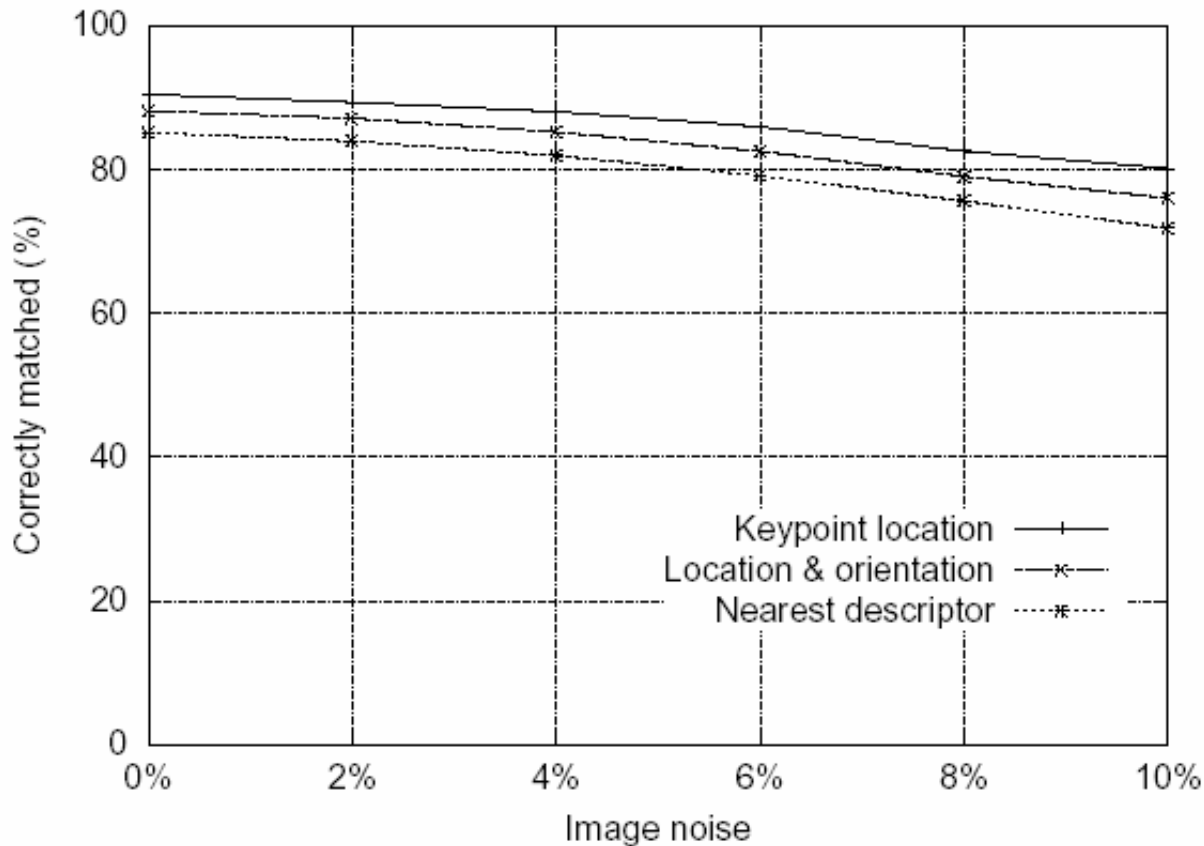 100
80
60
40
20
0
Correctly matched (%)
Keypoint location
Location & orientation
Nearest descriptor
0% 2% 4% 6% 8% 10%
Image noise